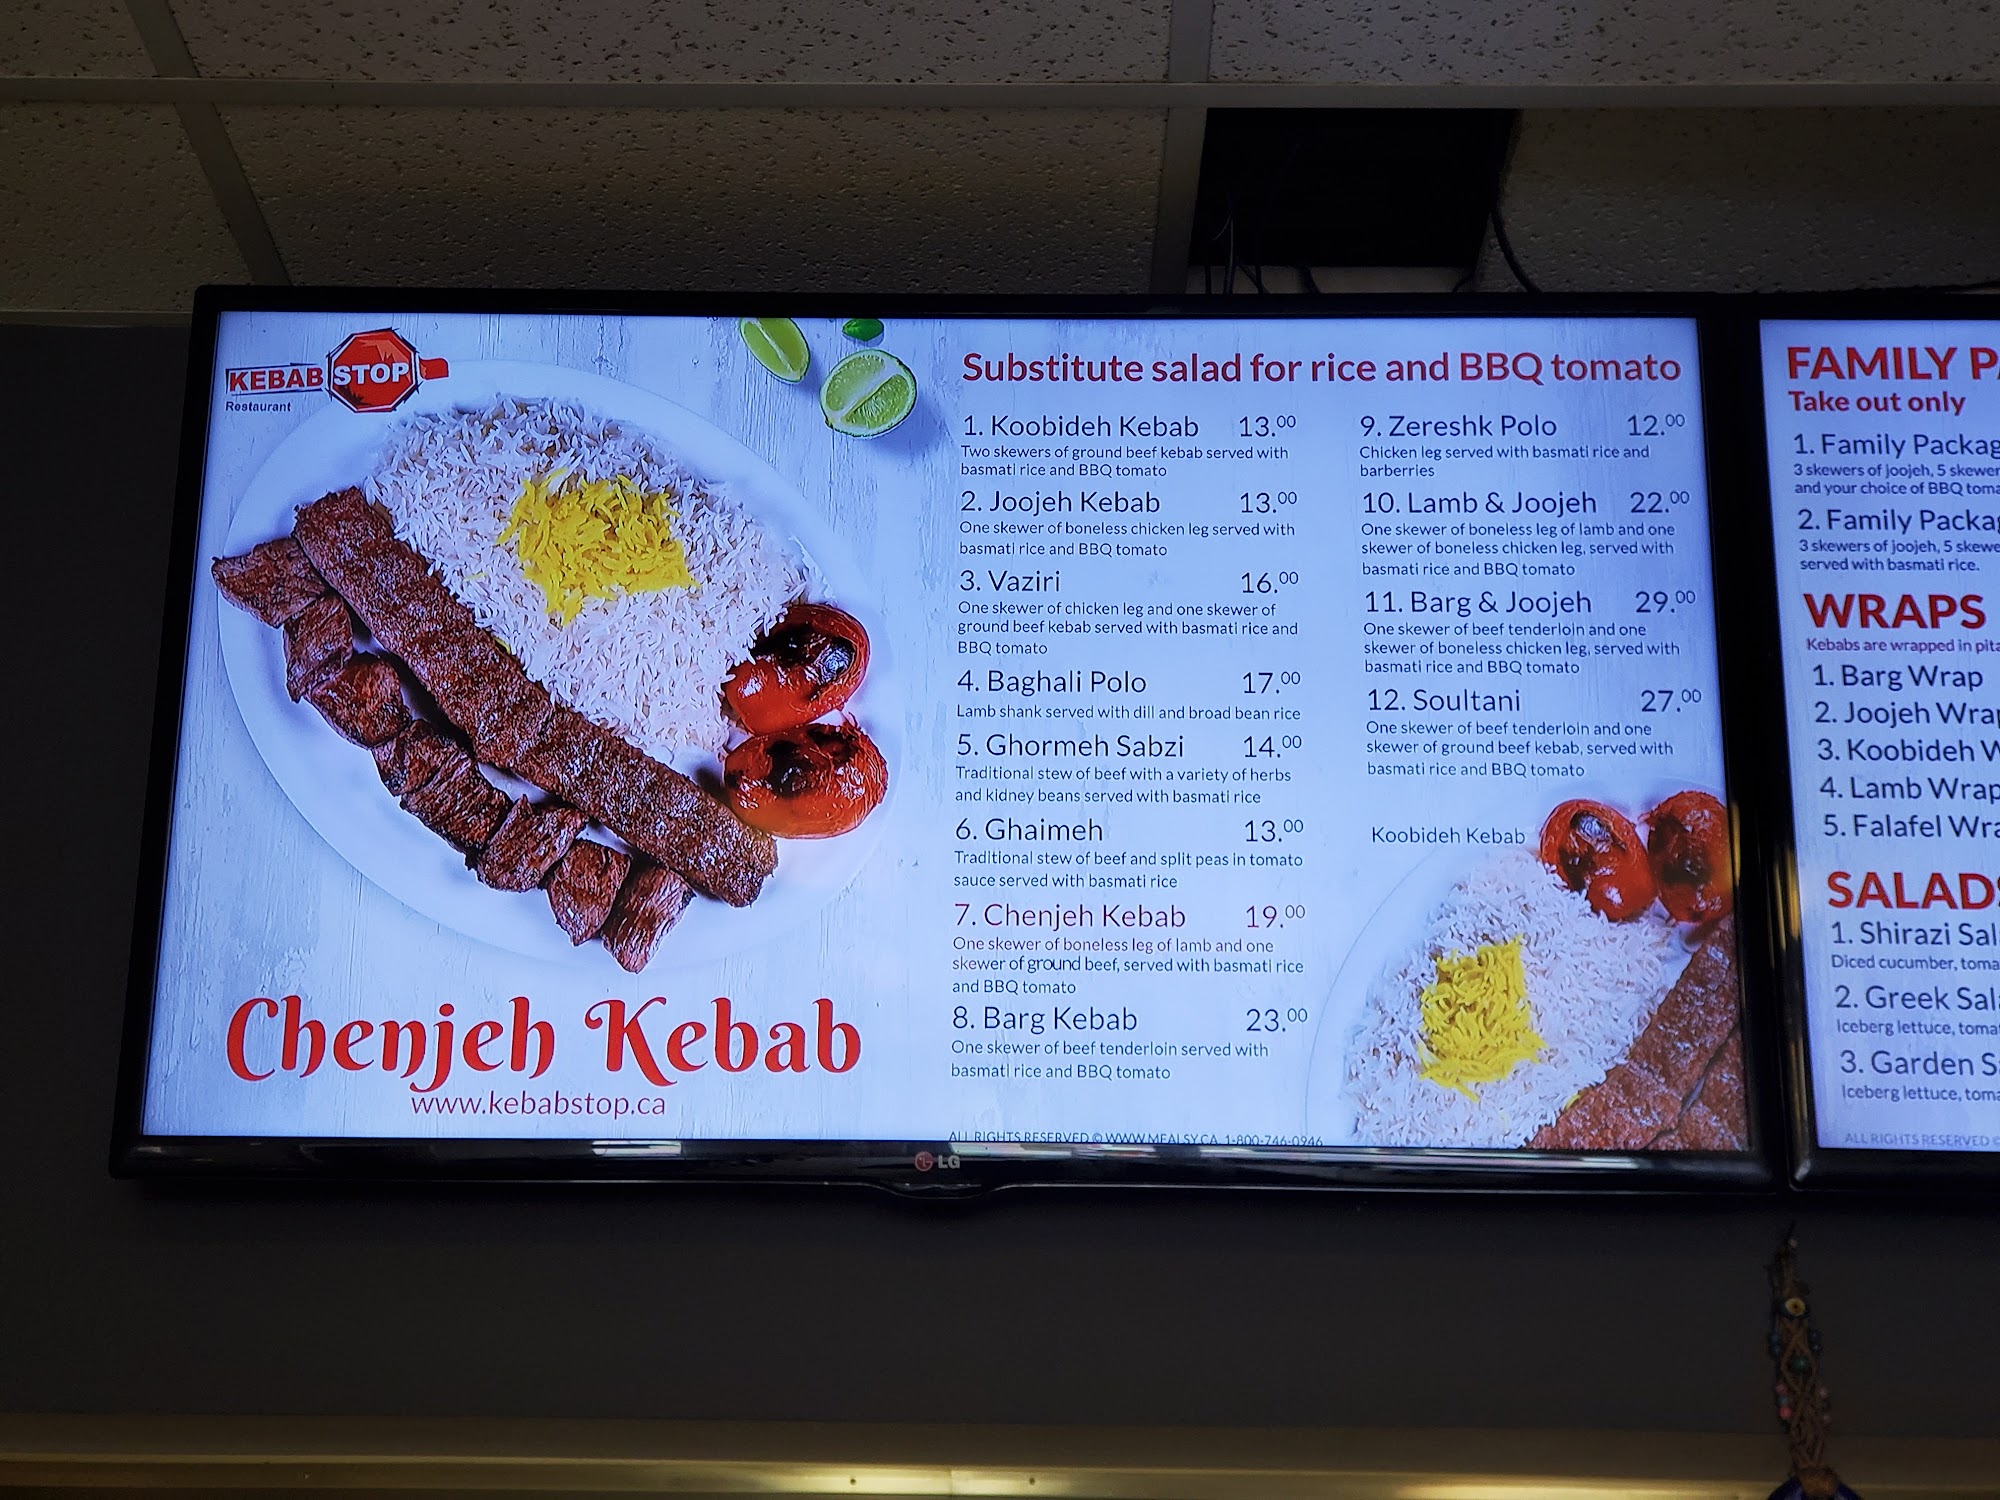 KEBAB STOP
Restaurant
Chenjeh Kebab
www.kebabstop.ca
Substitute salad for rice and BBQ tomato
1. Koobideh Kebab 13.00
Two skewers of ground beef kebab served with
basmati rice and BBQ tomato
2. Joojeh Kebab 13.00
One skewer of boneless chicken leg served with
basmati rice and BBQ tomato
3. Vaziri 16.00
One skewer of chicken leg and one skewer of
ground beef kebab served with basmati rice and
BBQ tomato
4. Baghali Polo 17.00
Lamb shank served with dill and broad bean rice
5. Ghormeh Sabzi 14.00
Traditional stew of beef with a variety of herbs
and kidney beans served with basmati rice
6. Ghaimeh 13.00
Traditional stew of beef and split peas in tomato
sauce served with basmati rice
7. Chenjeh Kebab 19.00
One skewer of boneless leg of lamb and one
skewer of ground beef, served with basmati rice
and BBQ tomato
8. Barg Kebab 23.00
One skewer of beef tenderloin served with
basmati rice and BBQ tomato
9. Zereshk Polo 12.00
Chicken leg served with basmati rice and
barberries
10. Lamb & Joojeh 22.00
One skewer of boneless leg of lamb and one
skewer of boneless chicken leg, served with
basmati rice and BBQ tomato
11. Barg & Joojeh 29.00
One skewer of beef tenderloin and one
skewer of boneless chicken leg, served with
basmati rice and BBQ tomato
12. Soultani 27.00
One skewer of beef tenderloin and one
skewer of ground beef kebab, served with
basmati rice and BBQ tomato
Koobideh Kebab
ALL RIGHTS RESERVED © WWW.MEALSY.CA 1-800-746-0946
LG
FAMILY P
Take out only
1. Family Packag
3 skewers of joojeh, 5 skewer
and your choice of BBQ toma
2. Family Packag
3 skewers of joojeh, 5 skewe
served with basmati rice.
WRAPS
Kebabs are wrapped in pita
1. Barg Wrap
2. Joojeh Wrap
3. Koobideh W
4. Lamb Wrap
5. Falafel Wra
SALADS
1. Shirazi Sal
Diced cucumber, toma
2. Greek Sal
Iceberg lettuce, toma
3. Garden S
Iceberg lettuce, toma
ALL RIGHTS RESERVED ©